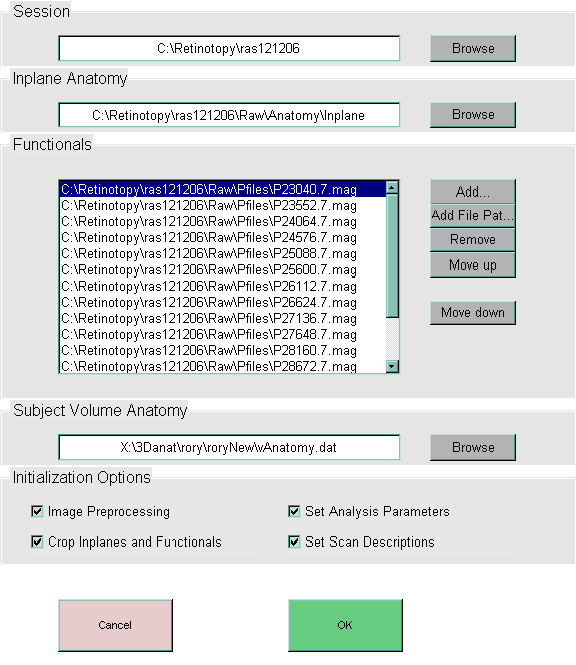 Session
C:\Retinotopy\ras121206
Browse
Inplane Anatomy
C:\Retinotopy\ras121206\Raw\Anatomy\Inplane
Browse
Functionals
C:\Retinotopy\ras121206\Raw\Pfiles\P23040.7.mag
C:\Retinotopy\ras121206\Raw\Pfiles\P23552.7.mag
C:\Retinotopy\ras121206\Raw\Pfiles\P24064.7.mag
C:\Retinotopy\ras121206\Raw\Pfiles\P24576.7.mag
C:\Retinotopy\ras121206\Raw\Pfiles\P25088.7.mag
C:\Retinotopy\ras121206\Raw\Pfiles\P25600.7.mag
C:\Retinotopy\ras121206\Raw\Pfiles\P26112.7.mag
C:\Retinotopy\ras121206\Raw\Pfiles\P26624.7.mag
C:\Retinotopy\ras121206\Raw\Pfiles\P27136.7.mag
C:\Retinotopy\ras121206\Raw\Pfiles\P27648.7.mag
C:\Retinotopy\ras121206\Raw\Pfiles\P28160.7.mag
C:\Retinotopy\ras121206\Raw\Pfiles\P28672.7.mag
Add...
Add File Pat...
Remove
Move up
Move down
Subject Volume Anatomy
X:\3Danat\rory\roryNew\vAnatomy.dat
Browse
Initialization Options
Image Preprocessing
Set Analysis Parameters
Crop Inplanes and Functionals
Set Scan Descriptions
Cancel
OK